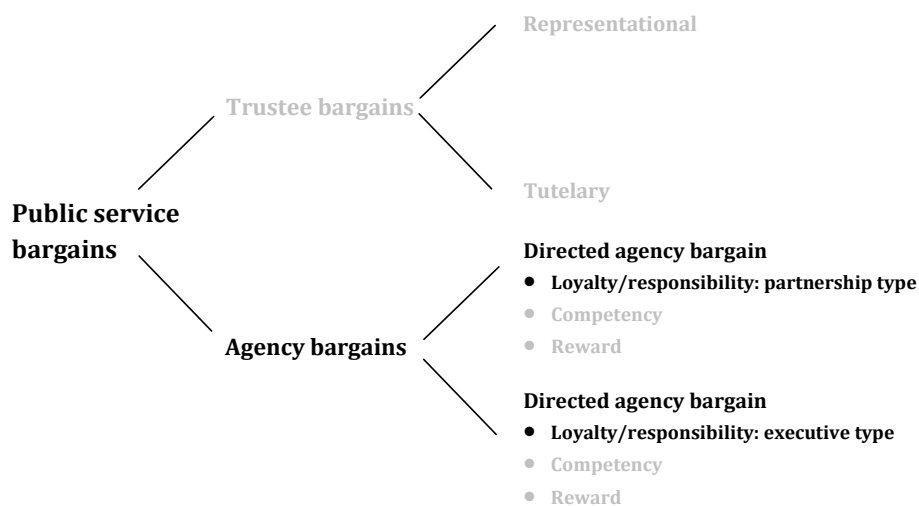 Representational
Trustee bargains
Tutelary
Public service
bargains
Directed agency bargain
• Loyalty/responsibility: partnership type
• Competency
• Reward
Agency bargains
Directed agency bargain
• Loyalty/responsibility: executive type
• Competency
• Reward